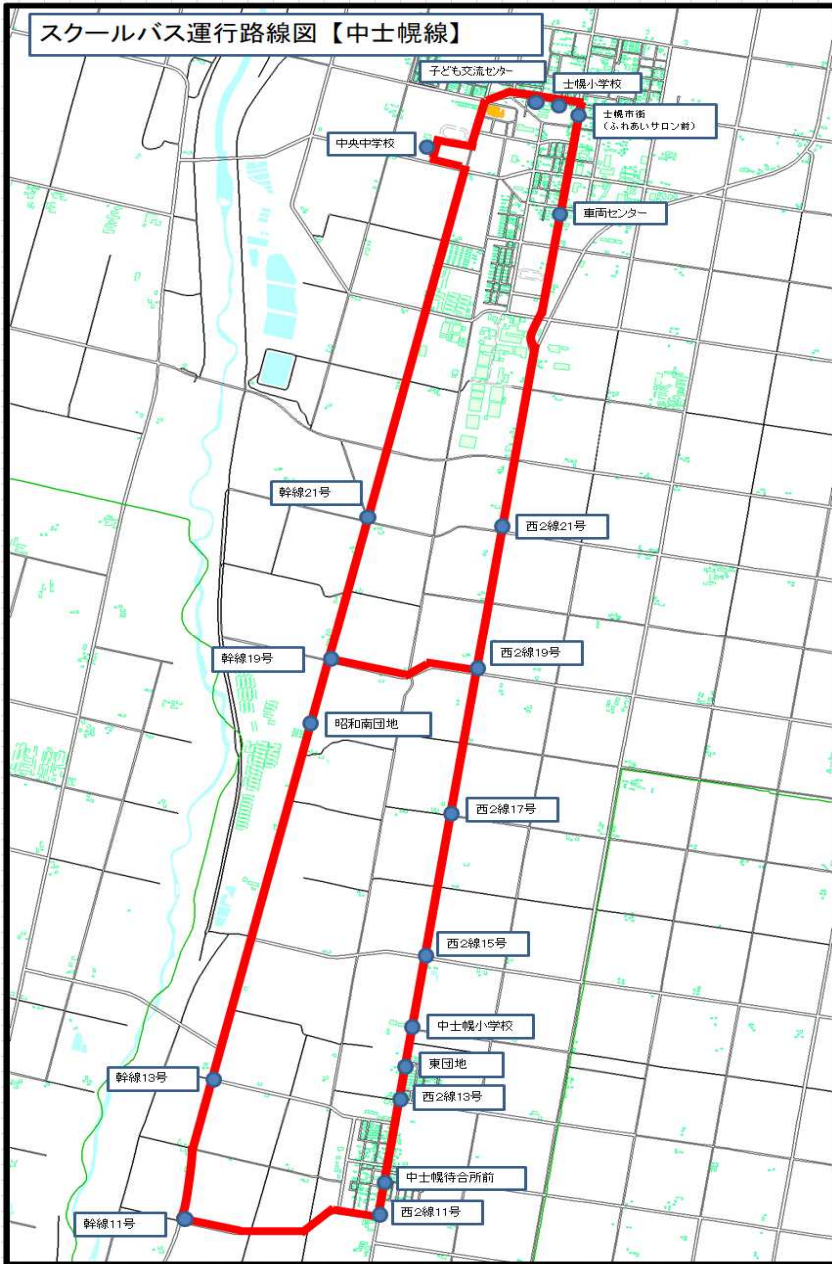 スクールバス運行路線図【中士幌線】
子ども交流センター
士幌小学校
士幌市街
（ふれあいサロン前）
中央中学校
車両センター
幹線21号
西2線21号
幹線19号
西2線19号
昭和南団地
西2線17号
西2線15号
中士幌小学校
東団地
幹線13号
西2線13号
中士幌待合所前
幹線11号
西2線11号